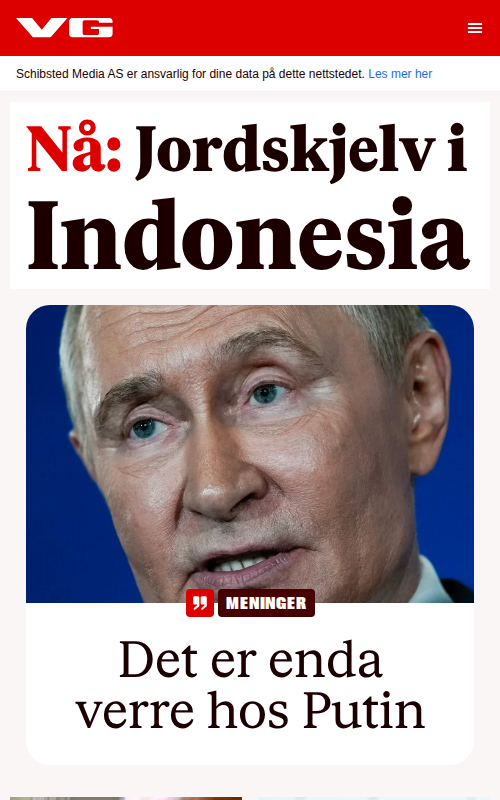 VG
Schibsted Media AS er ansvarlig for dine data på dette nettstedet. Les mer her
Nå: Jordskjelv i
Indonesia
MENINGER
Det er enda
verre hos Putin